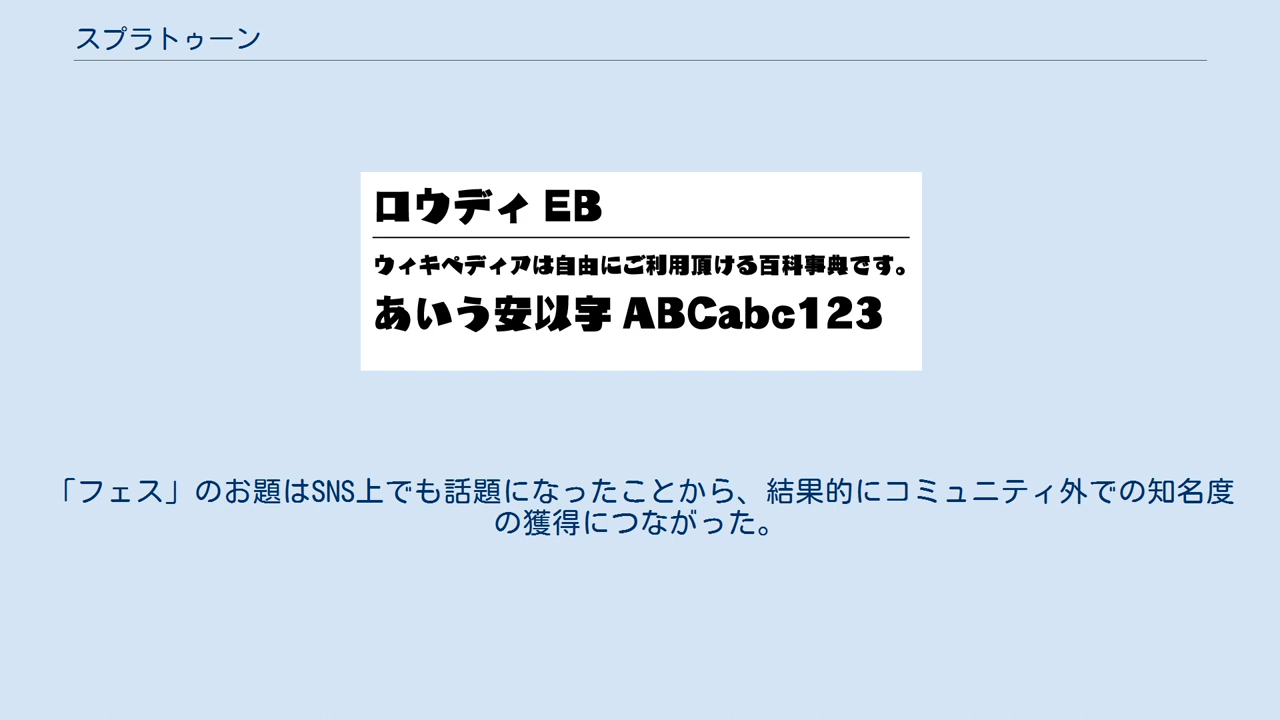 スプラトゥーン
ロウディ EB
ウィキペディアは自由にご利用頂ける百科事典です。
あいう安以宇 ABCabc123
「フェス」のお題はSNS上でも話題になったことから、結果的にコミュニティ外での知名度
の獲得につながった。